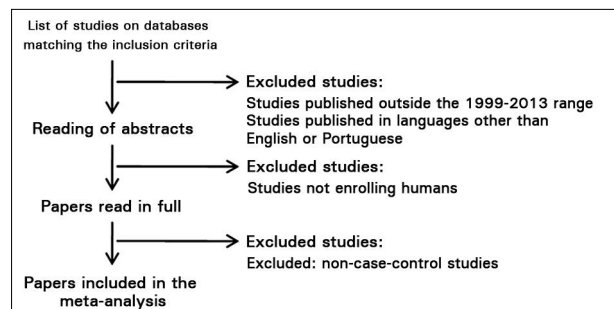 List of studies on databases
matching the inclusion criteria
Excluded studies:
Studies published outside the 1999-2013 range
Studies published in languages other than
English or Portuguese
Reading of abstracts
Excluded studies:
Studies not enrolling humans
Papers read in full
Excluded studies:
Excluded: non-case-control studies
Papers included in the
meta-analysis